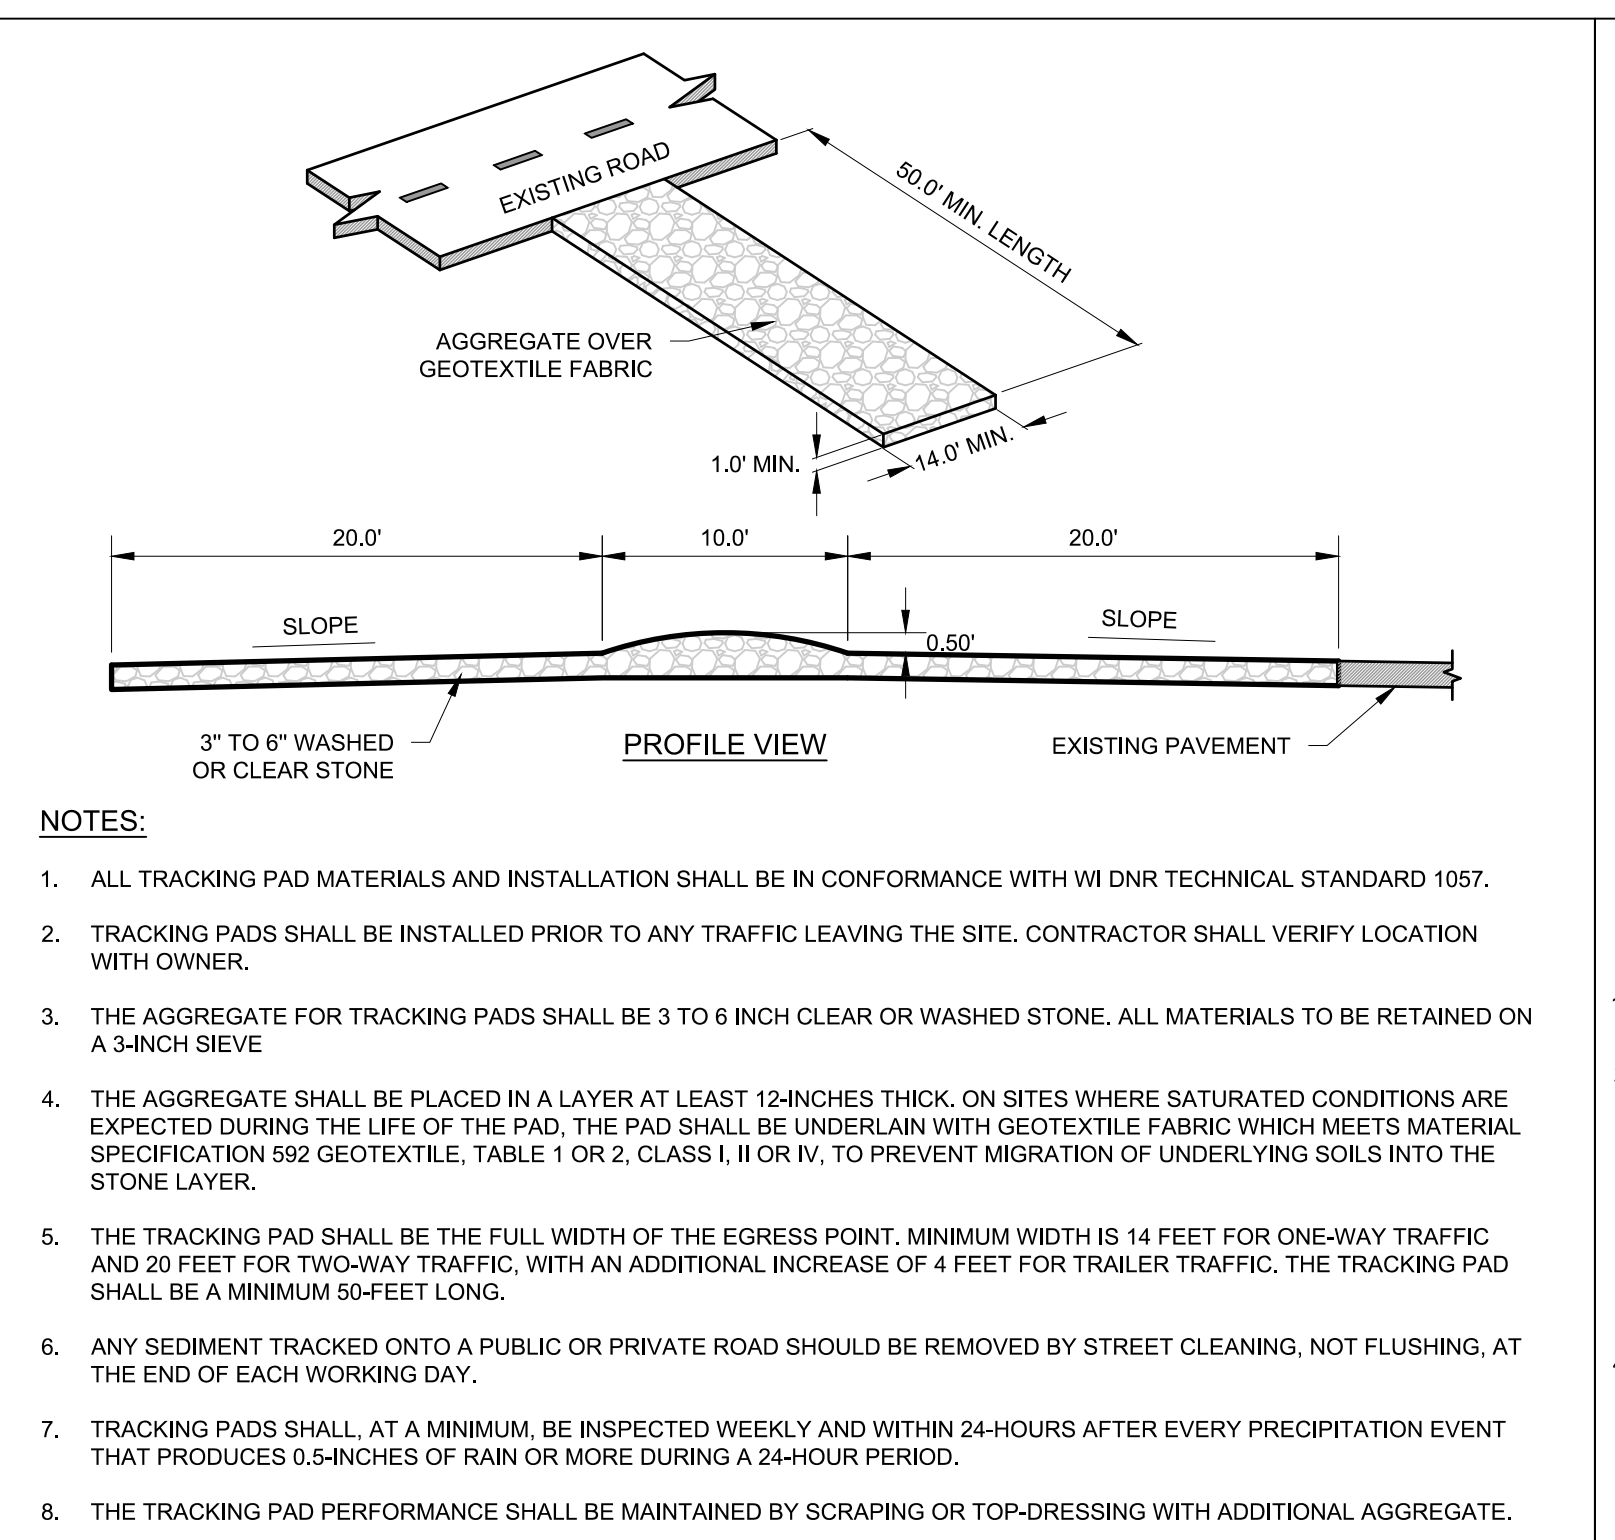 EXISTING ROAD
50.0' MIN. LENGTH
AGGREGATE OVER
GEOTEXTILE FABRIC
1.0' MIN.
14.0' MIN.
20.0'
10.0'
20.0'
SLOPE
SLOPE
0.50'
3" TO 6" WASHED
OR CLEAR STONE
PROFILE VIEW
EXISTING PAVEMENT
NOTES:
1. ALL TRACKING PAD MATERIALS AND INSTALLATION SHALL BE IN CONFORMANCE WITH WI DNR TECHNICAL STANDARD 1057.
2. TRACKING PADS SHALL BE INSTALLED PRIOR TO ANY TRAFFIC LEAVING THE SITE. CONTRACTOR SHALL VERIFY LOCATION
WITH OWNER.
3. THE AGGREGATE FOR TRACKING PADS SHALL BE 3 TO 6 INCH CLEAR OR WASHED STONE. ALL MATERIALS TO BE RETAINED ON
A 3-INCH SIEVE
4. THE AGGREGATE SHALL BE PLACED IN A LAYER AT LEAST 12-INCHES THICK. ON SITES WHERE SATURATED CONDITIONS ARE
EXPECTED DURING THE LIFE OF THE PAD, THE PAD SHALL BE UNDERLAIN WITH GEOTEXTILE FABRIC WHICH MEETS MATERIAL
SPECIFICATION 592 GEOTEXTILE, TABLE 1 OR 2, CLASS I, II OR IV, TO PREVENT MIGRATION OF UNDERLYING SOILS INTO THE
STONE LAYER.
5. THE TRACKING PAD SHALL BE THE FULL WIDTH OF THE EGRESS POINT. MINIMUM WIDTH IS 14 FEET FOR ONE-WAY TRAFFIC
AND 20 FEET FOR TWO-WAY TRAFFIC, WITH AN ADDITIONAL INCREASE OF 4 FEET FOR TRAILER TRAFFIC. THE TRACKING PAD
SHALL BE A MINIMUM 50-FEET LONG.
6. ANY SEDIMENT TRACKED ONTO A PUBLIC OR PRIVATE ROAD SHOULD BE REMOVED BY STREET CLEANING, NOT FLUSHING, AT
THE END OF EACH WORKING DAY.
7. TRACKING PADS SHALL, AT A MINIMUM, BE INSPECTED WEEKLY AND WITHIN 24-HOURS AFTER EVERY PRECIPITATION EVENT
THAT PRODUCES 0.5-INCHES OF RAIN OR MORE DURING A 24-HOUR PERIOD.
8. THE TRACKING PAD PERFORMANCE SHALL BE MAINTAINED BY SCRAPING OR TOP-DRESSING WITH ADDITIONAL AGGREGATE.